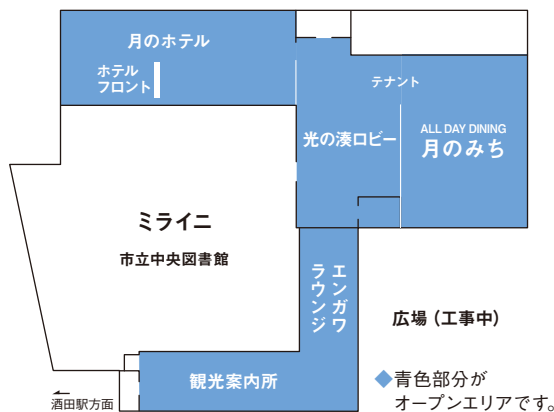 月のホテル
ホテル
フロント
テナント
光の湊ロビー
ALL DAY DINING
月のみち
ミライニ
市立中央図書館
エンガワ
ラウンジ
広場（工事中）
観光案内所
←
酒田駅方面
◆青色部分が
オープンエリアです。